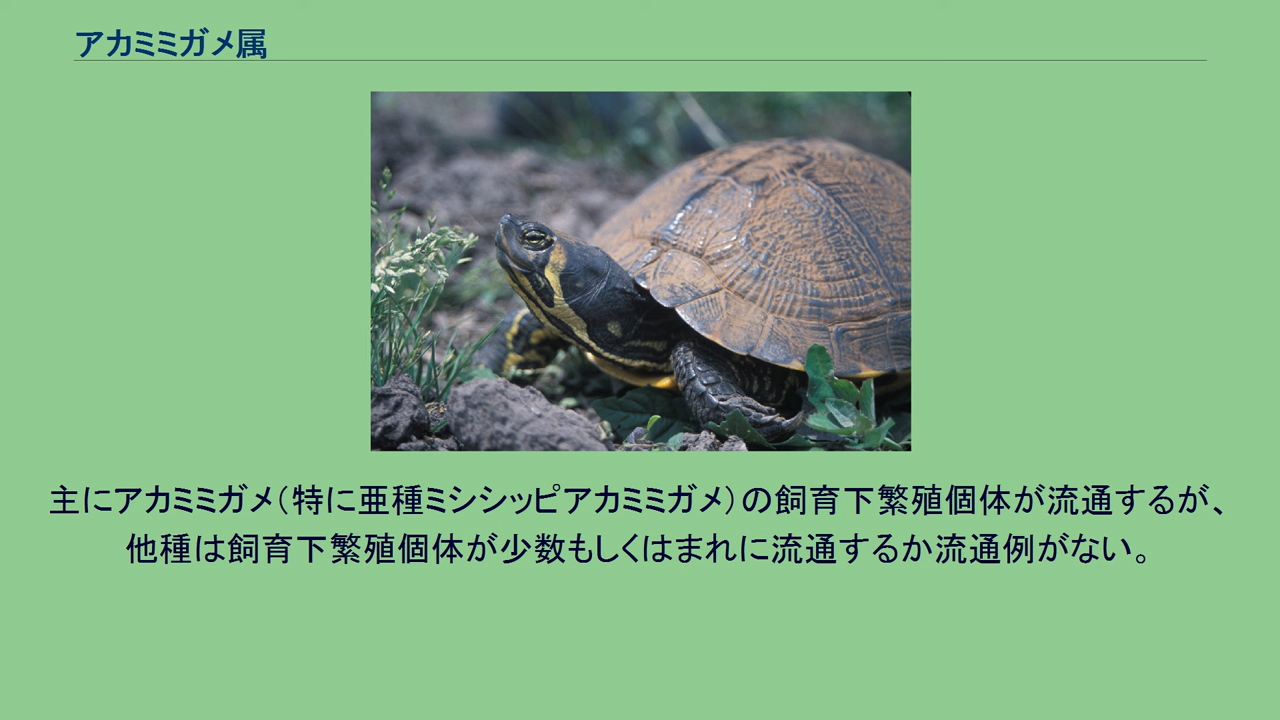 アカミミガメ属
主にアカミミガメ（特に亜種ミシシッピアカミミガメ）の飼育下繁殖個体が流通するが、
他種は飼育下繁殖個体が少数もしくはまれに流通するか流通例がない。